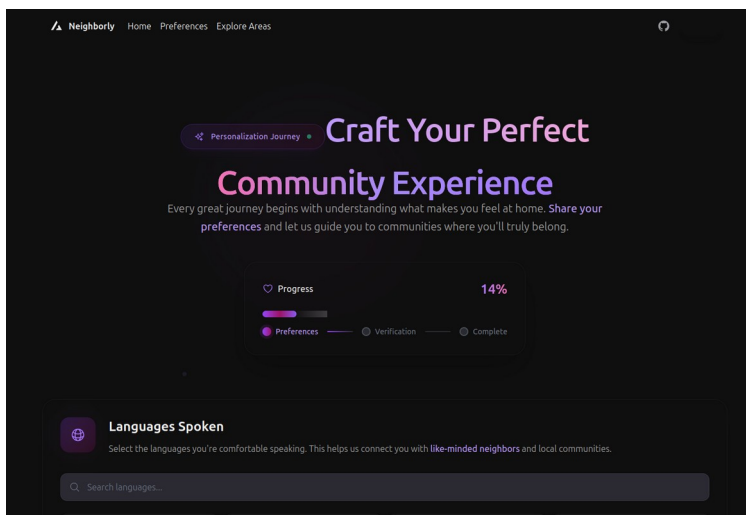 Neighborly Home Preferences Explore Areas
Personalization Journey Craft Your Perfect
Community Experience
Every great journey begins with understanding what makes you feel at home. Share your
preferences and let us guide you to communities where you'll truly belong.
Progress 14%
Preferences Verification Complete
Languages Spoken
Select the languages you're comfortable speaking. This helps us connect you with like-minded neighbors and local communities.
Search languages...